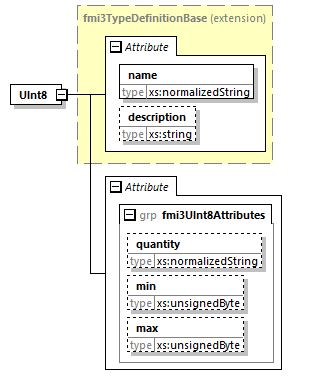 fmi3TypeDefinitionBase (extension)
Attribute
name
type xs:normalizedString
UInt8
description
type xs:string
Attribute
grp fmi3UInt8Attributes
quantity
type xs:normalizedString
min
type xs:unsignedByte
max
type xs:unsignedByte